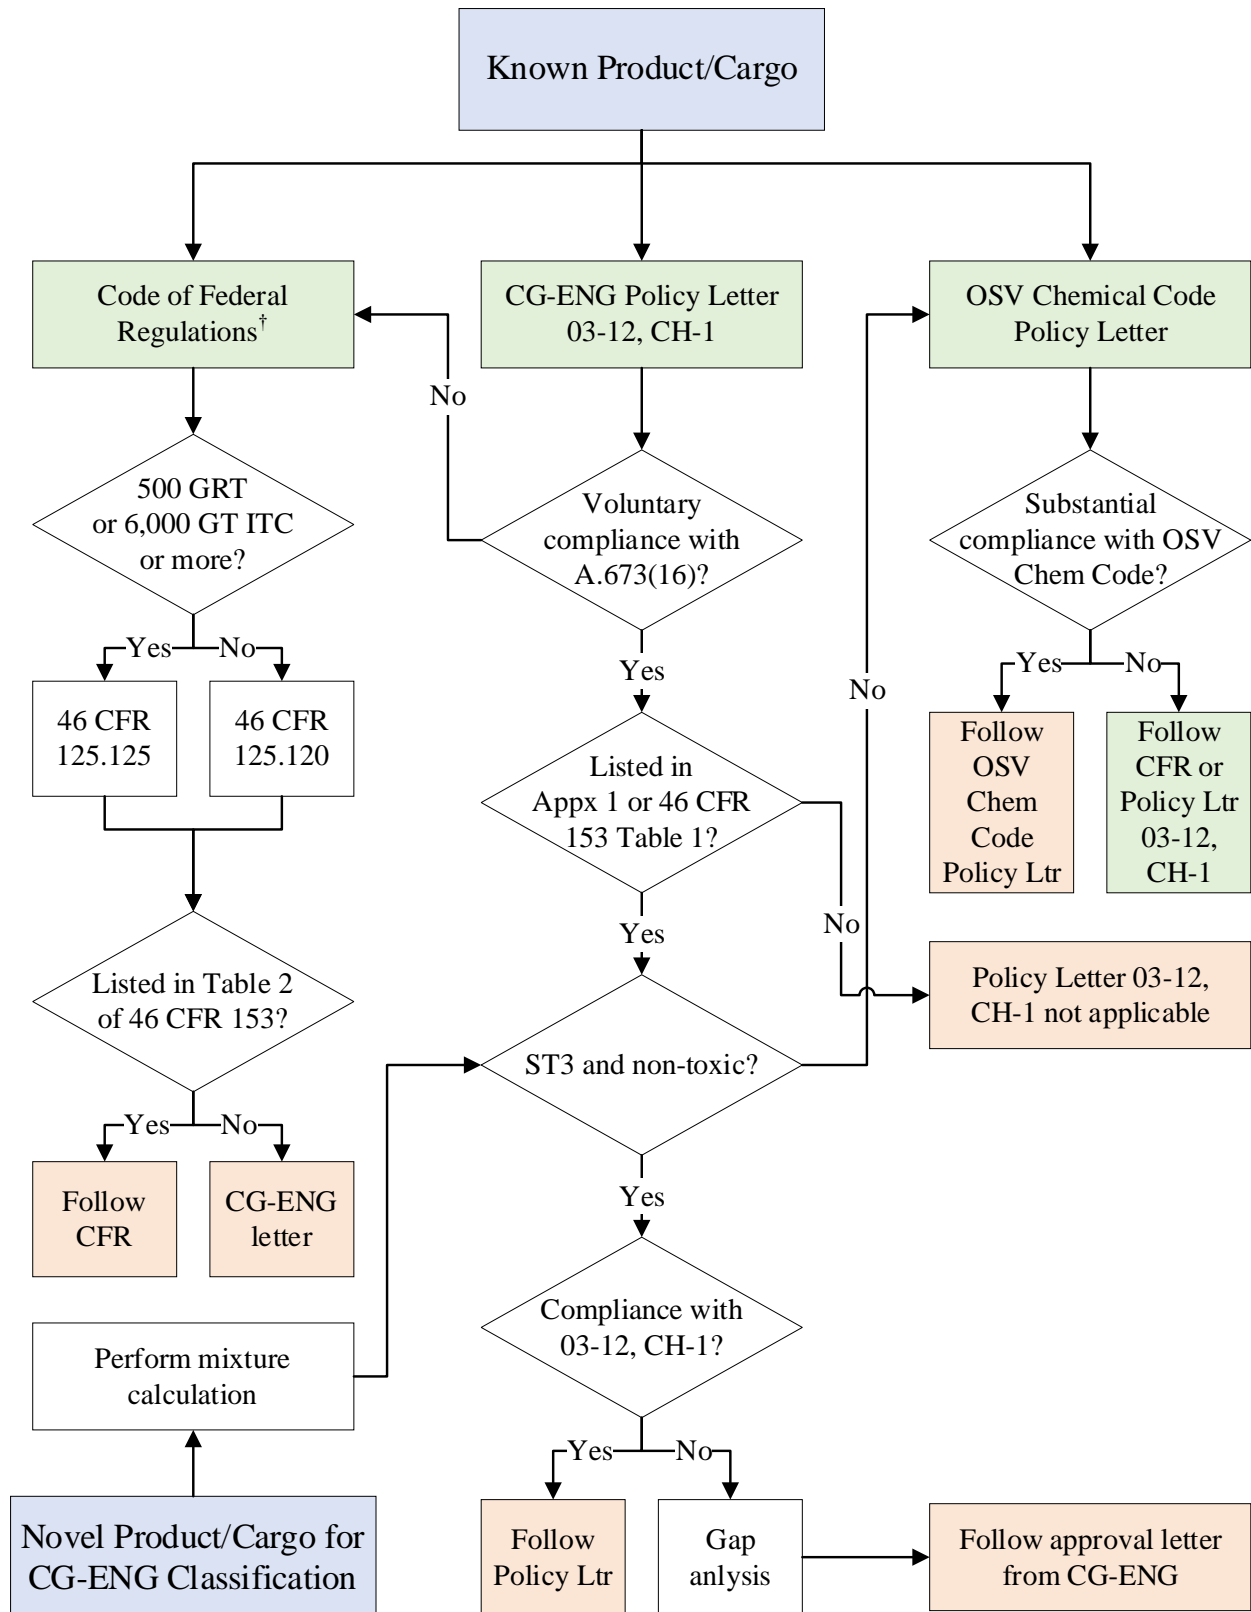 Known Product/Cargo
Code of Federal
Regulations†
CG-ENG Policy Letter
03-12, CH-1
OSV Chemical Code
Policy Letter
No
500 GRT
or 6,000 GT ITC
or more?
Voluntary
compliance with
A.673(16)?
Substantial
compliance with OSV
Chem Code?
Yes
No
Yes
No
Yes
No
46 CFR
125.125
46 CFR
125.120
Listed in
Appx 1 or 46 CFR
153 Table 1?
Follow
OSV
Chem
Code
Policy Ltr
Follow
CFR or
Policy Ltr
03-12,
CH-1
Yes
No
Listed in Table 2
of 46 CFR 153?
Policy Letter 03-12,
CH-1 not applicable
ST3 and non-toxic?
Yes
No
Yes
Follow
CFR
CG-ENG
letter
Compliance with
03-12, CH-1?
Perform mixture
calculation
Yes
No
Novel Product/Cargo for
CG-ENG Classification
Follow
Policy Ltr
Gap
anlysis
Follow approval letter
from CG-ENG